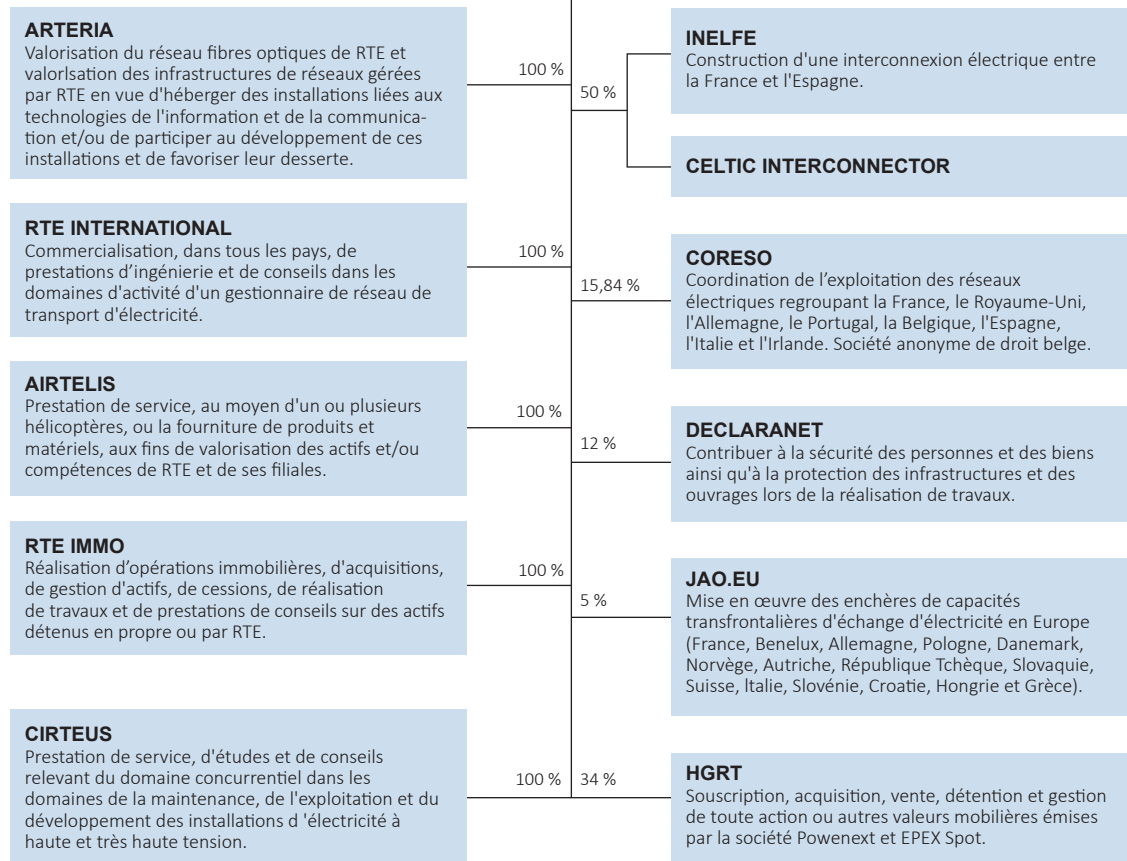 ARTERIA
Valorisation du réseau fibres optiques de RTE et
valorlsation des infrastructures de réseaux gérées
par RTE en vue d'héberger des installations liées aux
technologies de l'information et de la communica-
tion et/ou de participer au développement de ces
installations et de favoriser leur desserte.
100 %
RTE INTERNATIONAL
Commercialisation, dans tous les pays, de
prestations d’ingénierie et de conseils dans les
domaines d'activité d'un gestionnaire de réseau de
transport d'électricité.
100 %
AIRTELIS
Prestation de service, au moyen d'un ou plusieurs
hélicoptères, ou la fourniture de produits et
matériels, aux fins de valorisation des actifs et/ou
compétences de RTE et de ses filiales.
100 %
RTE IMMO
Réalisation d’opérations immobilières, d'acquisitions,
de gestion d'actifs, de cessions, de réalisation
de travaux et de prestations de conseils sur des actifs
détenus en propre ou par RTE.
100 %
CIRTEUS
Prestation de service, d'études et de conseils
relevant du domaine concurrentiel dans les
domaines de la maintenance, de l'exploitation et du
développement des installations d 'électricité à
haute et très haute tension.
100 %
50 %
INELFE
Construction d'une interconnexion électrique entre
la France et l'Espagne.
CELTIC INTERCONNECTOR
15,84 %
CORESO
Coordination de l’exploitation des réseaux
électriques regroupant la France, le Royaume-Uni,
l'Allemagne, le Portugal, la Belgique, l'Espagne,
l'Italie et l'Irlande. Société anonyme de droit belge.
12 %
DECLARANET
Contribuer à la sécurité des personnes et des biens
ainsi qu'à la protection des infrastructures et des
ouvrages lors de la réalisation de travaux.
5 %
JAO.EU
Mise en œuvre des enchères de capacités
transfrontalières d'échange d'électricité en Europe
(France, Benelux, Allemagne, Pologne, Danemark,
Norvège, Autriche, République Tchèque, Slovaquie,
Suisse, ltalie, Slovénie, Croatie, Hongrie et Grèce).
34 %
HGRT
Souscription, acquisition, vente, détention et gestion
de toute action ou autres valeurs mobilières émises
par la société Powenext et EPEX Spot.